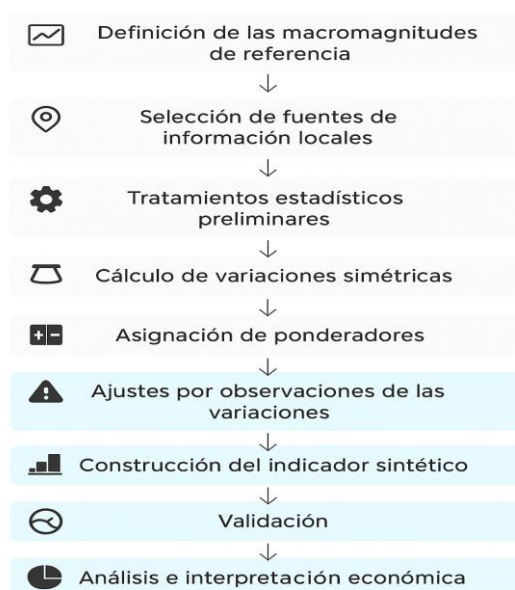 Definición de las macromagnitudes
de referencia
Selección de fuentes de
información locales
Tratamientos estadísticos
preliminares
Cálculo de variaciones simétricas
Asignación de ponderadores
Ajustes por observaciones de las
variaciones
Construcción del indicador sintético
Validación
Análisis e interpretación económica